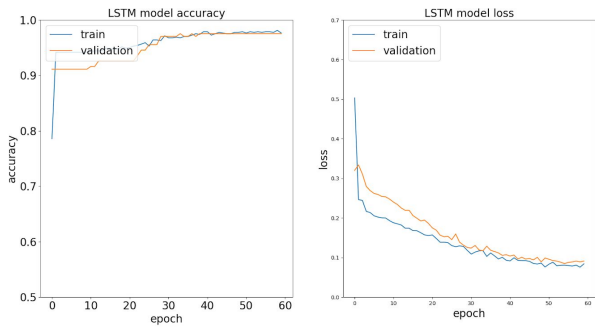 LSTM model accuracy
1.0
0.9
0.8
0.7
0.6
0.5
accuracy
train
validation
0 10 20 30 40 50 60
epoch
LSTM model loss
0.7
0.6
0.5
0.4
0.3
0.2
0.1
0.0
loss
train
validation
0 10 20 30 40 50 60
epoch